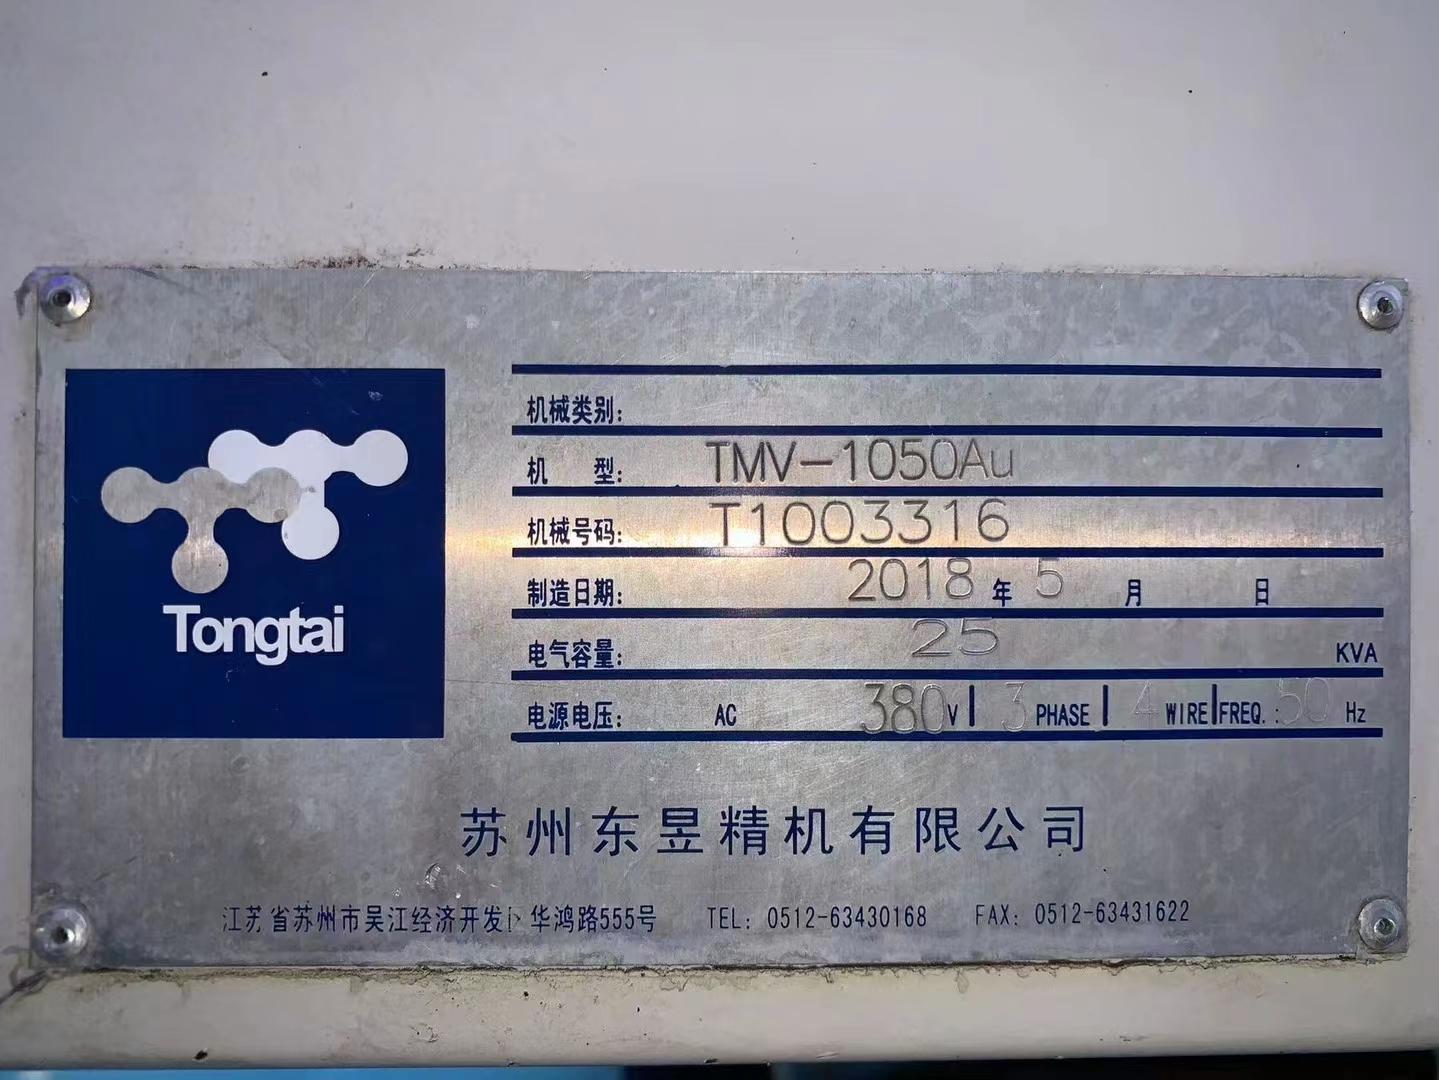 Tongtai
机械类别:
机 型: TMV-1050Au
机械号码: T1003316
制造日期: 2018 年 5 月 日
电气容量: 25 KVA
电源电压: AC 380 V | 3 PHASE | 4 WIRE | FREQ.: 50 Hz
苏州东昱精机有限公司
江苏省苏州市吴江经济开发区 华鸿路555号 TEL: 0512-63430168 FAX: 0512-63431622